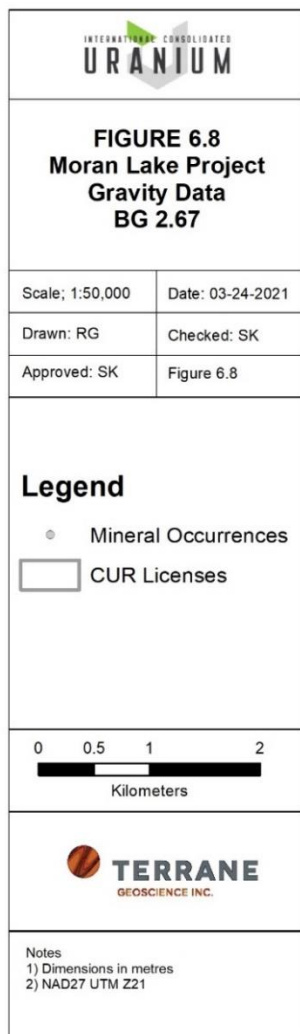 INTERNATIONAL CONSOLIDATED
URANIUM
FIGURE 6.8
Moran Lake Project
Gravity Data
BG 2.67
Scale; 1:50,000
Date: 03-24-2021
Drawn: RG
Checked: SK
Approved: SK
Figure 6.8
Legend
Mineral Occurrences
CUR Licenses
0 0.5 1 2
Kilometers
TERRANE
GEOSCIENCE INC.
Notes
1) Dimensions in metres
2) NAD27 UTM Z21